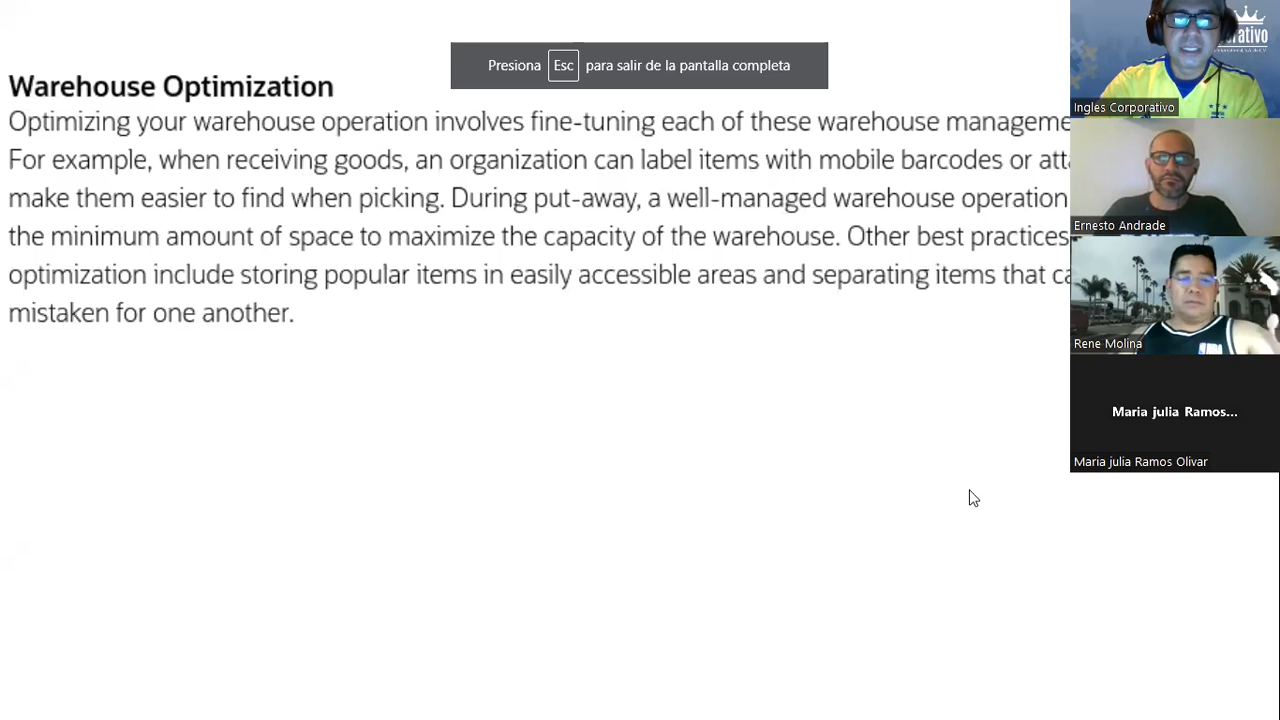 Presiona Esc para salir de la pantalla completa
Warehouse Optimization
Optimizing your warehouse operation involves fine-tuning each of these warehouse
For example, when receiving goods, an organization can label items with mobile barcodes or
make them easier to find when picking. During put-away, a well-managed warehouse operation
the minimum amount of space to maximize the capacity of the warehouse. Other best practices
optimization include storing popular items in easily accessible areas and separating items that
mistaken for one another.
Ingles Corporativo
Ernesto Andrade
Rene Molina
Maria julia Ramos...
Maria julia Ramos Olivar